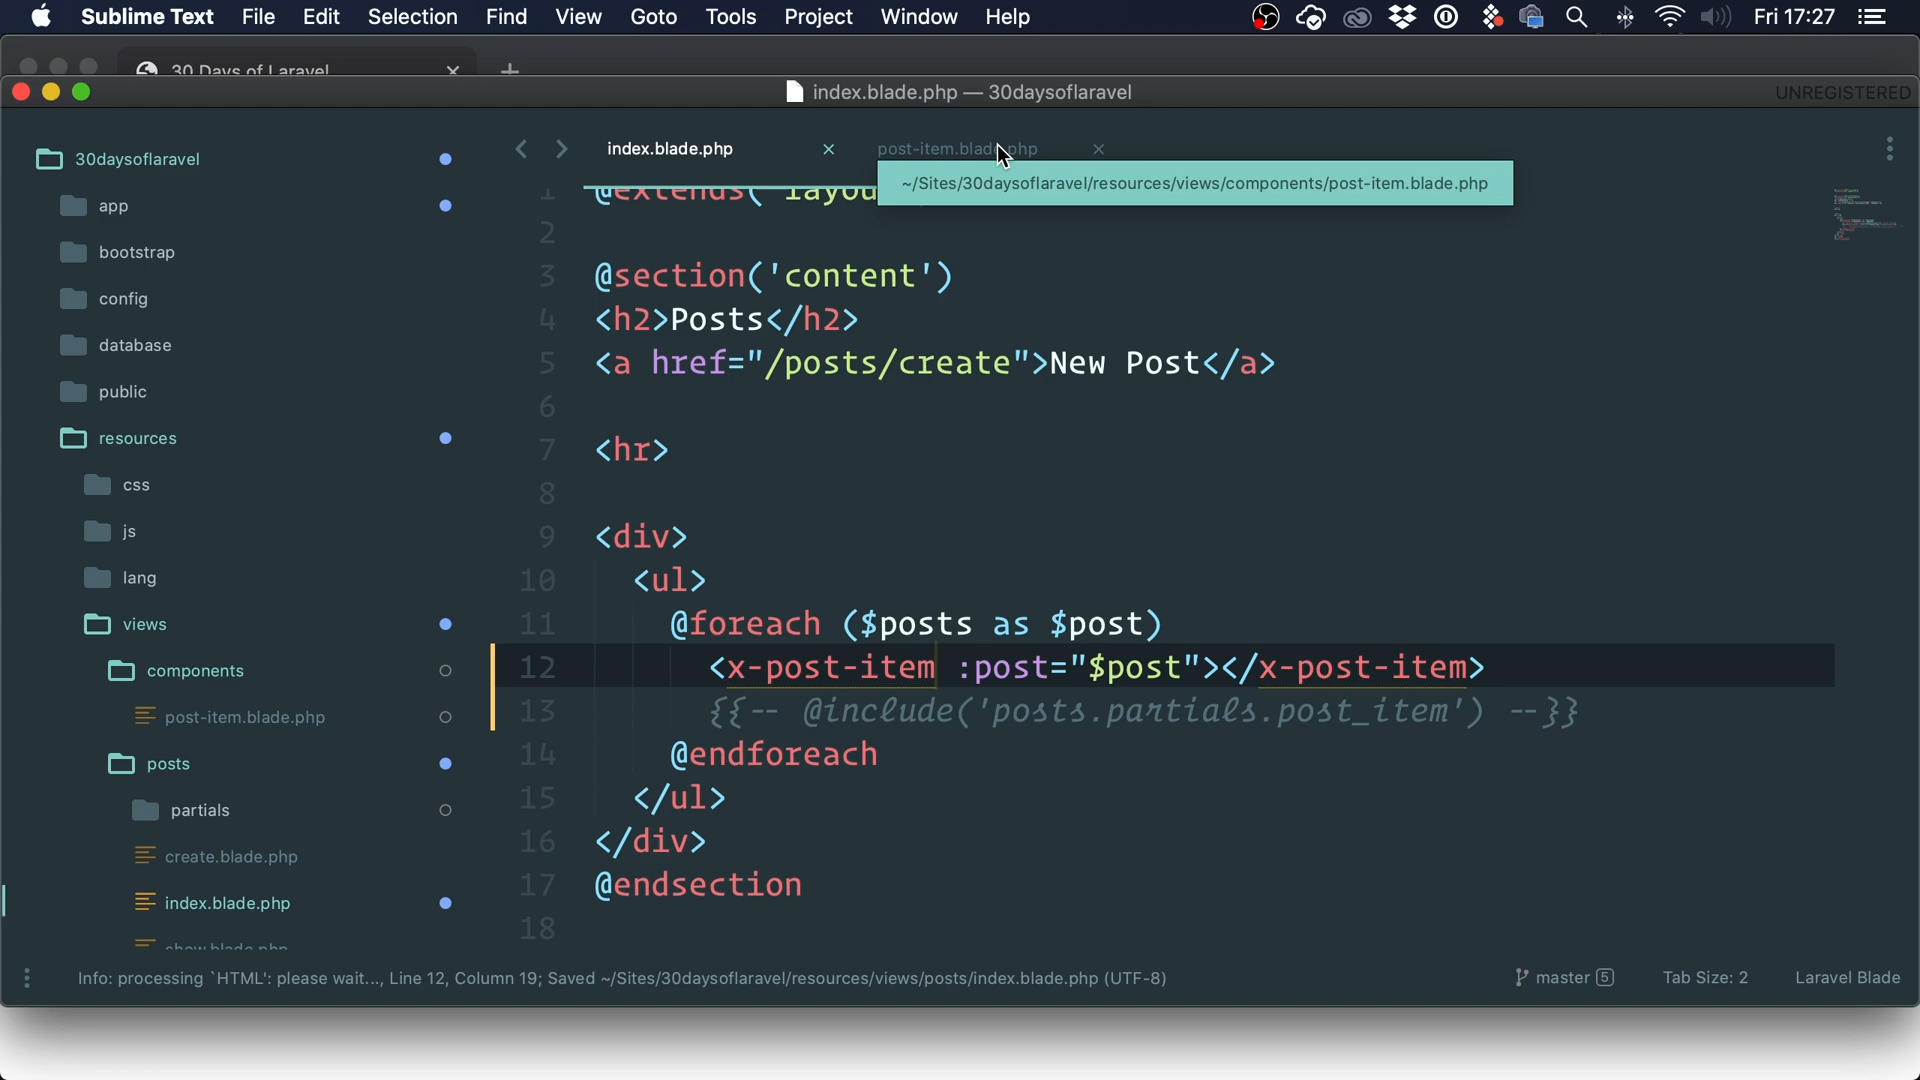 Sublime Text File Edit Selection Find View Goto Tools Project Window Help Fri 17:27
30 Days of Laravel
index.blade.php — 30daysoflaravel UNREGISTERED
30daysoflaravel
app
bootstrap
config
database
public
resources
css
js
lang
views
components
post-item.blade.php
posts
partials
create.blade.php
index.blade.php
show.blade.php
index.blade.php post-item.blade.php
~/Sites/30daysoflaravel/resources/views/components/post-item.blade.php
1 @extends('layou
2
3 @section('content')
4 <h2>Posts</h2>
5 <a href="/posts/create">New Post</a>
6
7 <hr>
8
9 <div>
10 <ul>
11 @foreach ($posts as $post)
12 <x-post-item :post="$post"></x-post-item>
13 {{-- @include('posts.partials.post_item') --}}
14 @endforeach
15 </ul>
16 </div>
17 @endsection
18
Info: processing `HTML': please wait..., Line 12, Column 19; Saved ~/Sites/30daysoflaravel/resources/views/posts/index.blade.php (UTF-8) master 5 Tab Size: 2 Laravel Blade